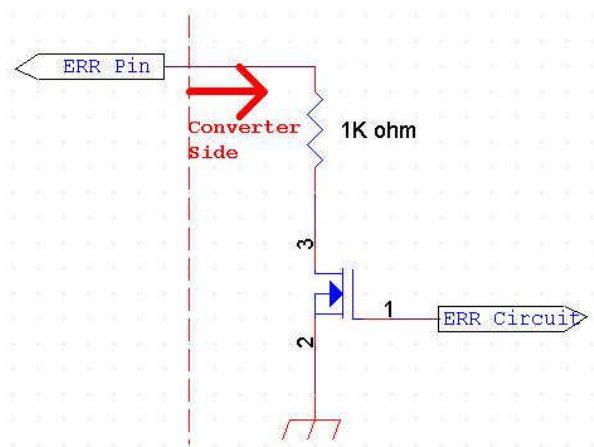 ERR Pin
Converter
Side
1K ohm
3
1
ERR Circuit
2